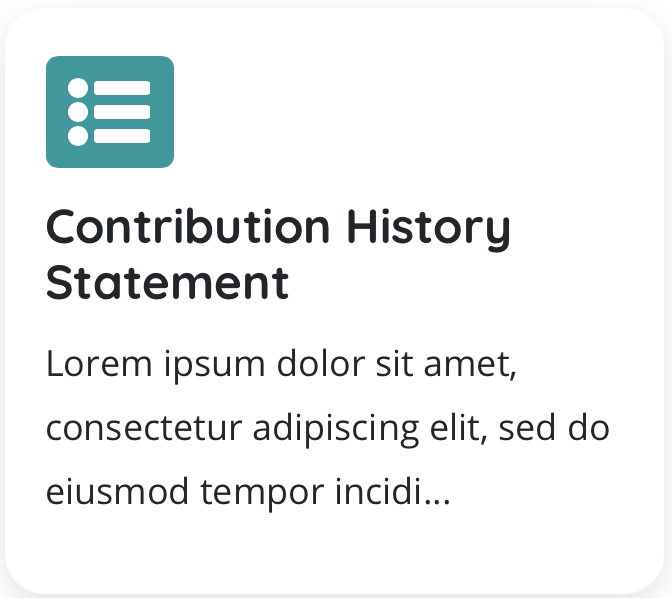 Contribution History
Statement
Lorem ipsum dolor sit amet,
consectetur adipiscing elit, sed do
eiusmod tempor incidi...